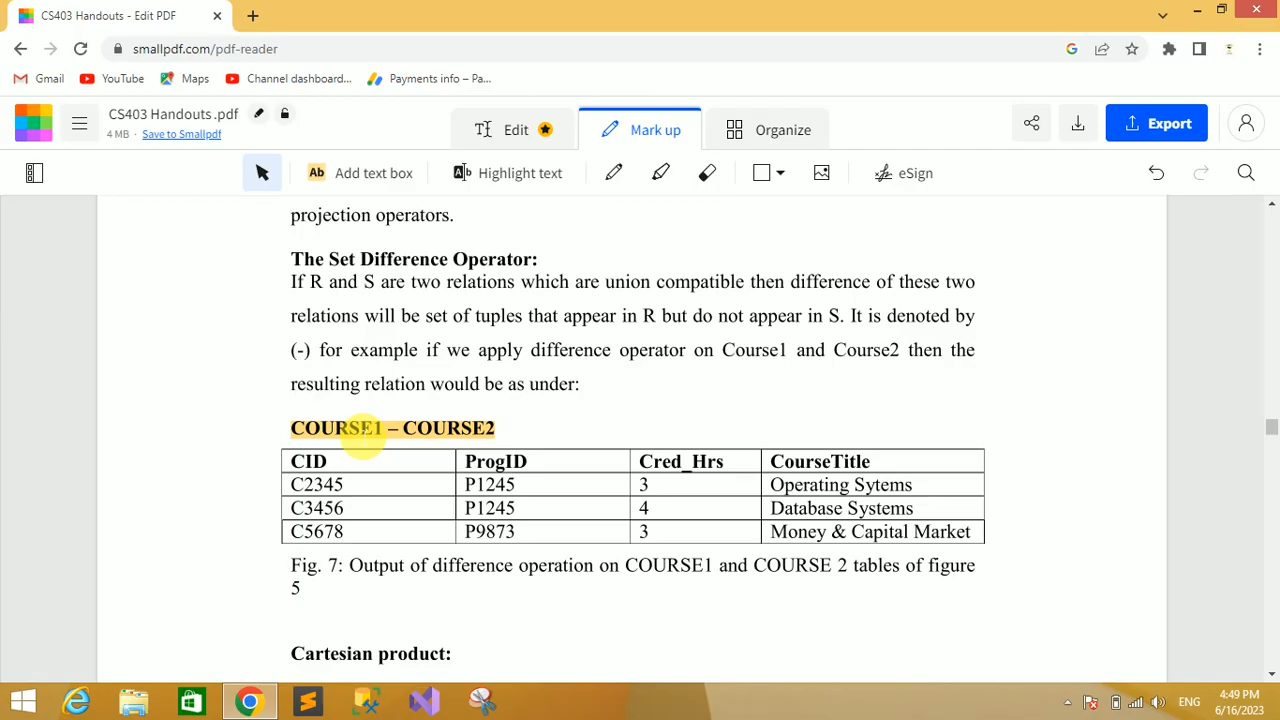 CS403 Handouts - Edit PDF
smallpdf.com/pdf-reader
Gmail YouTube Maps Channel dashboard... Payments info – Pa...
CS403 Handouts .pdf
4 MB Save to Smallpdf
Edit Mark up Organize
Export
Ab Add text box Highlight text eSign
projection operators.
The Set Difference Operator:
If R and S are two relations which are union compatible then difference of these two
relations will be set of tuples that appear in R but do not appear in S. It is denoted by
(-) for example if we apply difference operator on Course1 and Course2 then the
resulting relation would be as under:
COURSE1 – COURSE2
CID ProgID Cred_Hrs CourseTitle
C2345 P1245 3 Operating Sytems
C3456 P1245 4 Database Systems
C5678 P9873 3 Money & Capital Market
Fig. 7: Output of difference operation on COURSE1 and COURSE 2 tables of figure
5
Cartesian product:
ENG
4:49 PM
6/16/2023